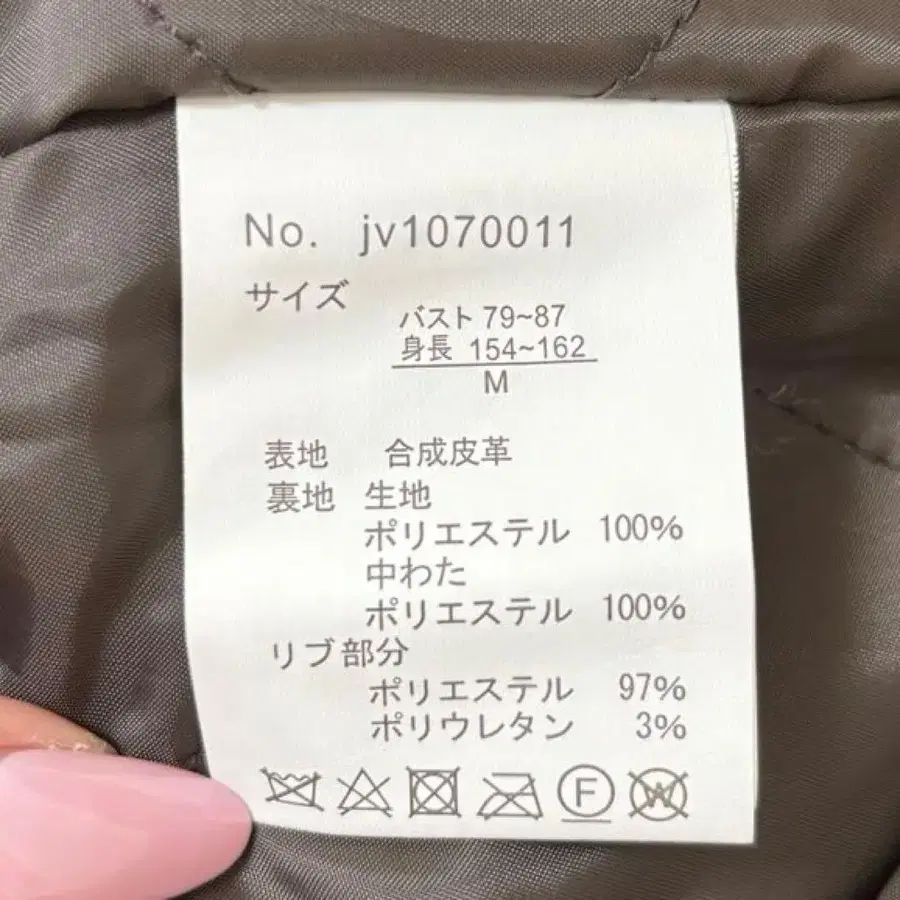 No. jv1070011
サイズ
バスト 79~87
身長 154~162
M
表地 合成皮革
裏地 生地
ポリエステル 100%
中わた
ポリエステル 100%
リブ部分
ポリエステル 97%
ポリウレタン 3%
F W